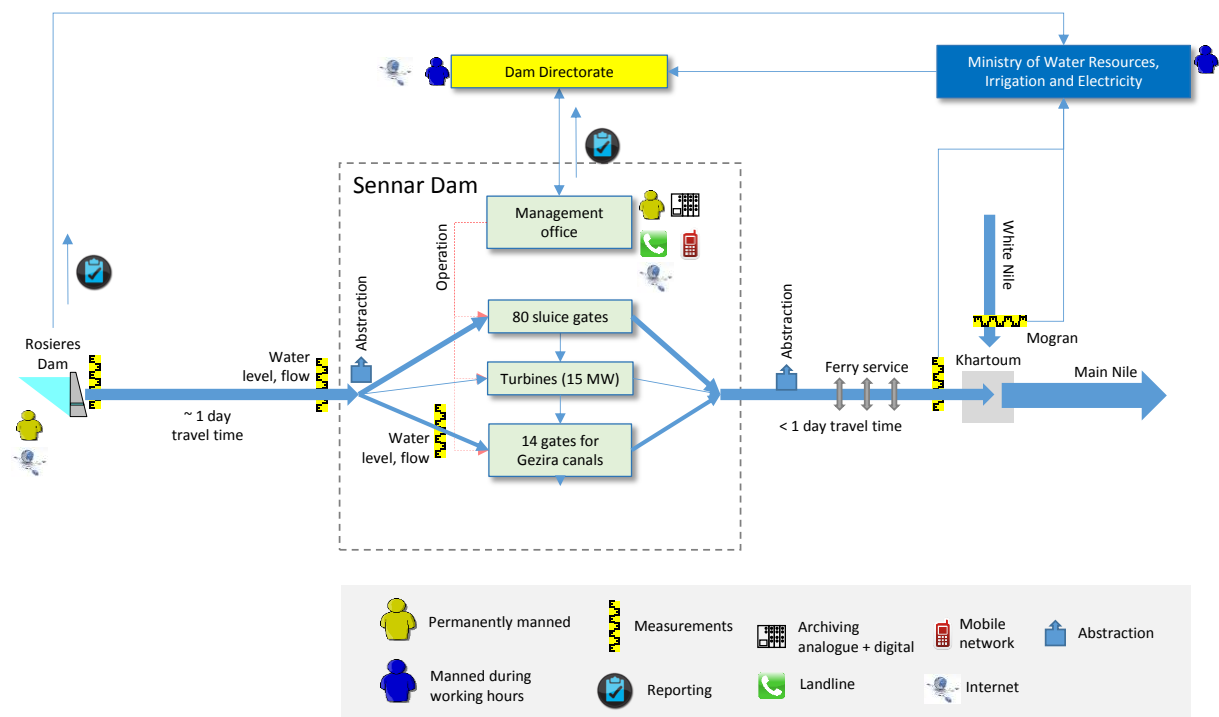 Dam Directorate
Ministry of Water Resources,
Irrigation and Electricity
Sennar Dam
Management
office
Operation
White Nile
Abstraction
80 sluice gates
Abstraction
Mogran
Rosieres
Dam
Water
level, flow
Turbines (15 MW)
Ferry service
Khartoum
Main Nile
~ 1 day
travel time
< 1 day travel time
Water
level, flow
14 gates for
Gezira canals
Permanently manned
Measurements
Archiving
analogue + digital
Mobile
network
Abstraction
Manned during
working hours
Reporting
Landline
Internet